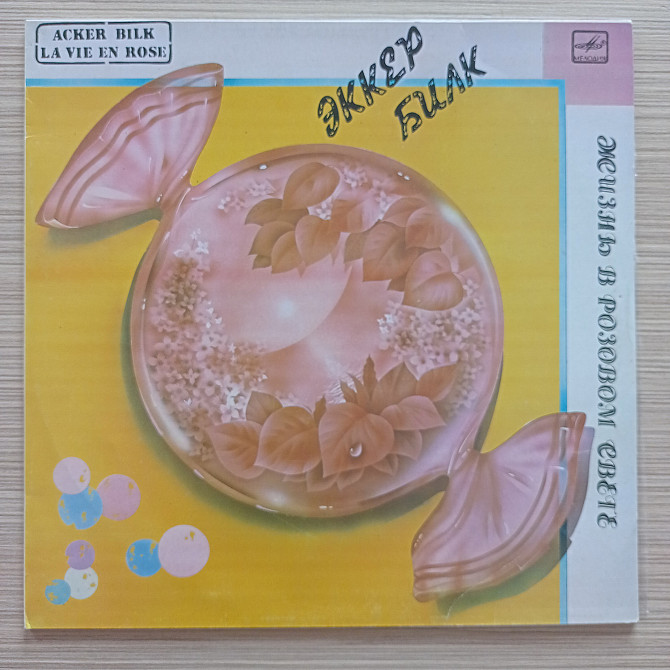 ACKER BILK
LA VIE EN ROSE
ЭККЕР
БИЛК
МЕЛОДИЯ
ЖИЗНЬ В РОЗОВОМ СВЕТЕ